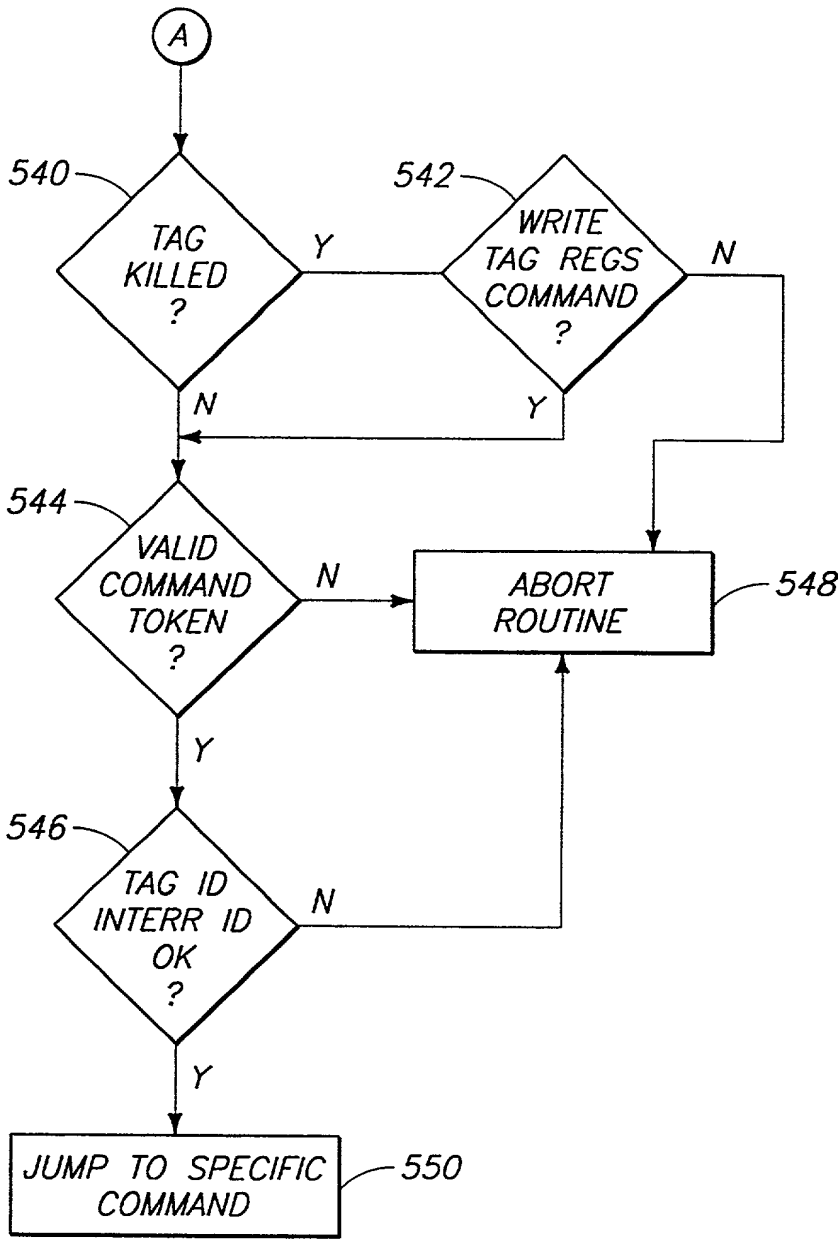 A
540
TAG
KILLED
?
Y
N
542
WRITE
TAG REGS
COMMAND
?
N
Y
544
VALID
COMMAND
TOKEN
?
N
Y
ABORT
ROUTINE
548
546
TAG ID
INTERR ID
OK
?
N
Y
JUMP TO SPECIFIC
COMMAND
550